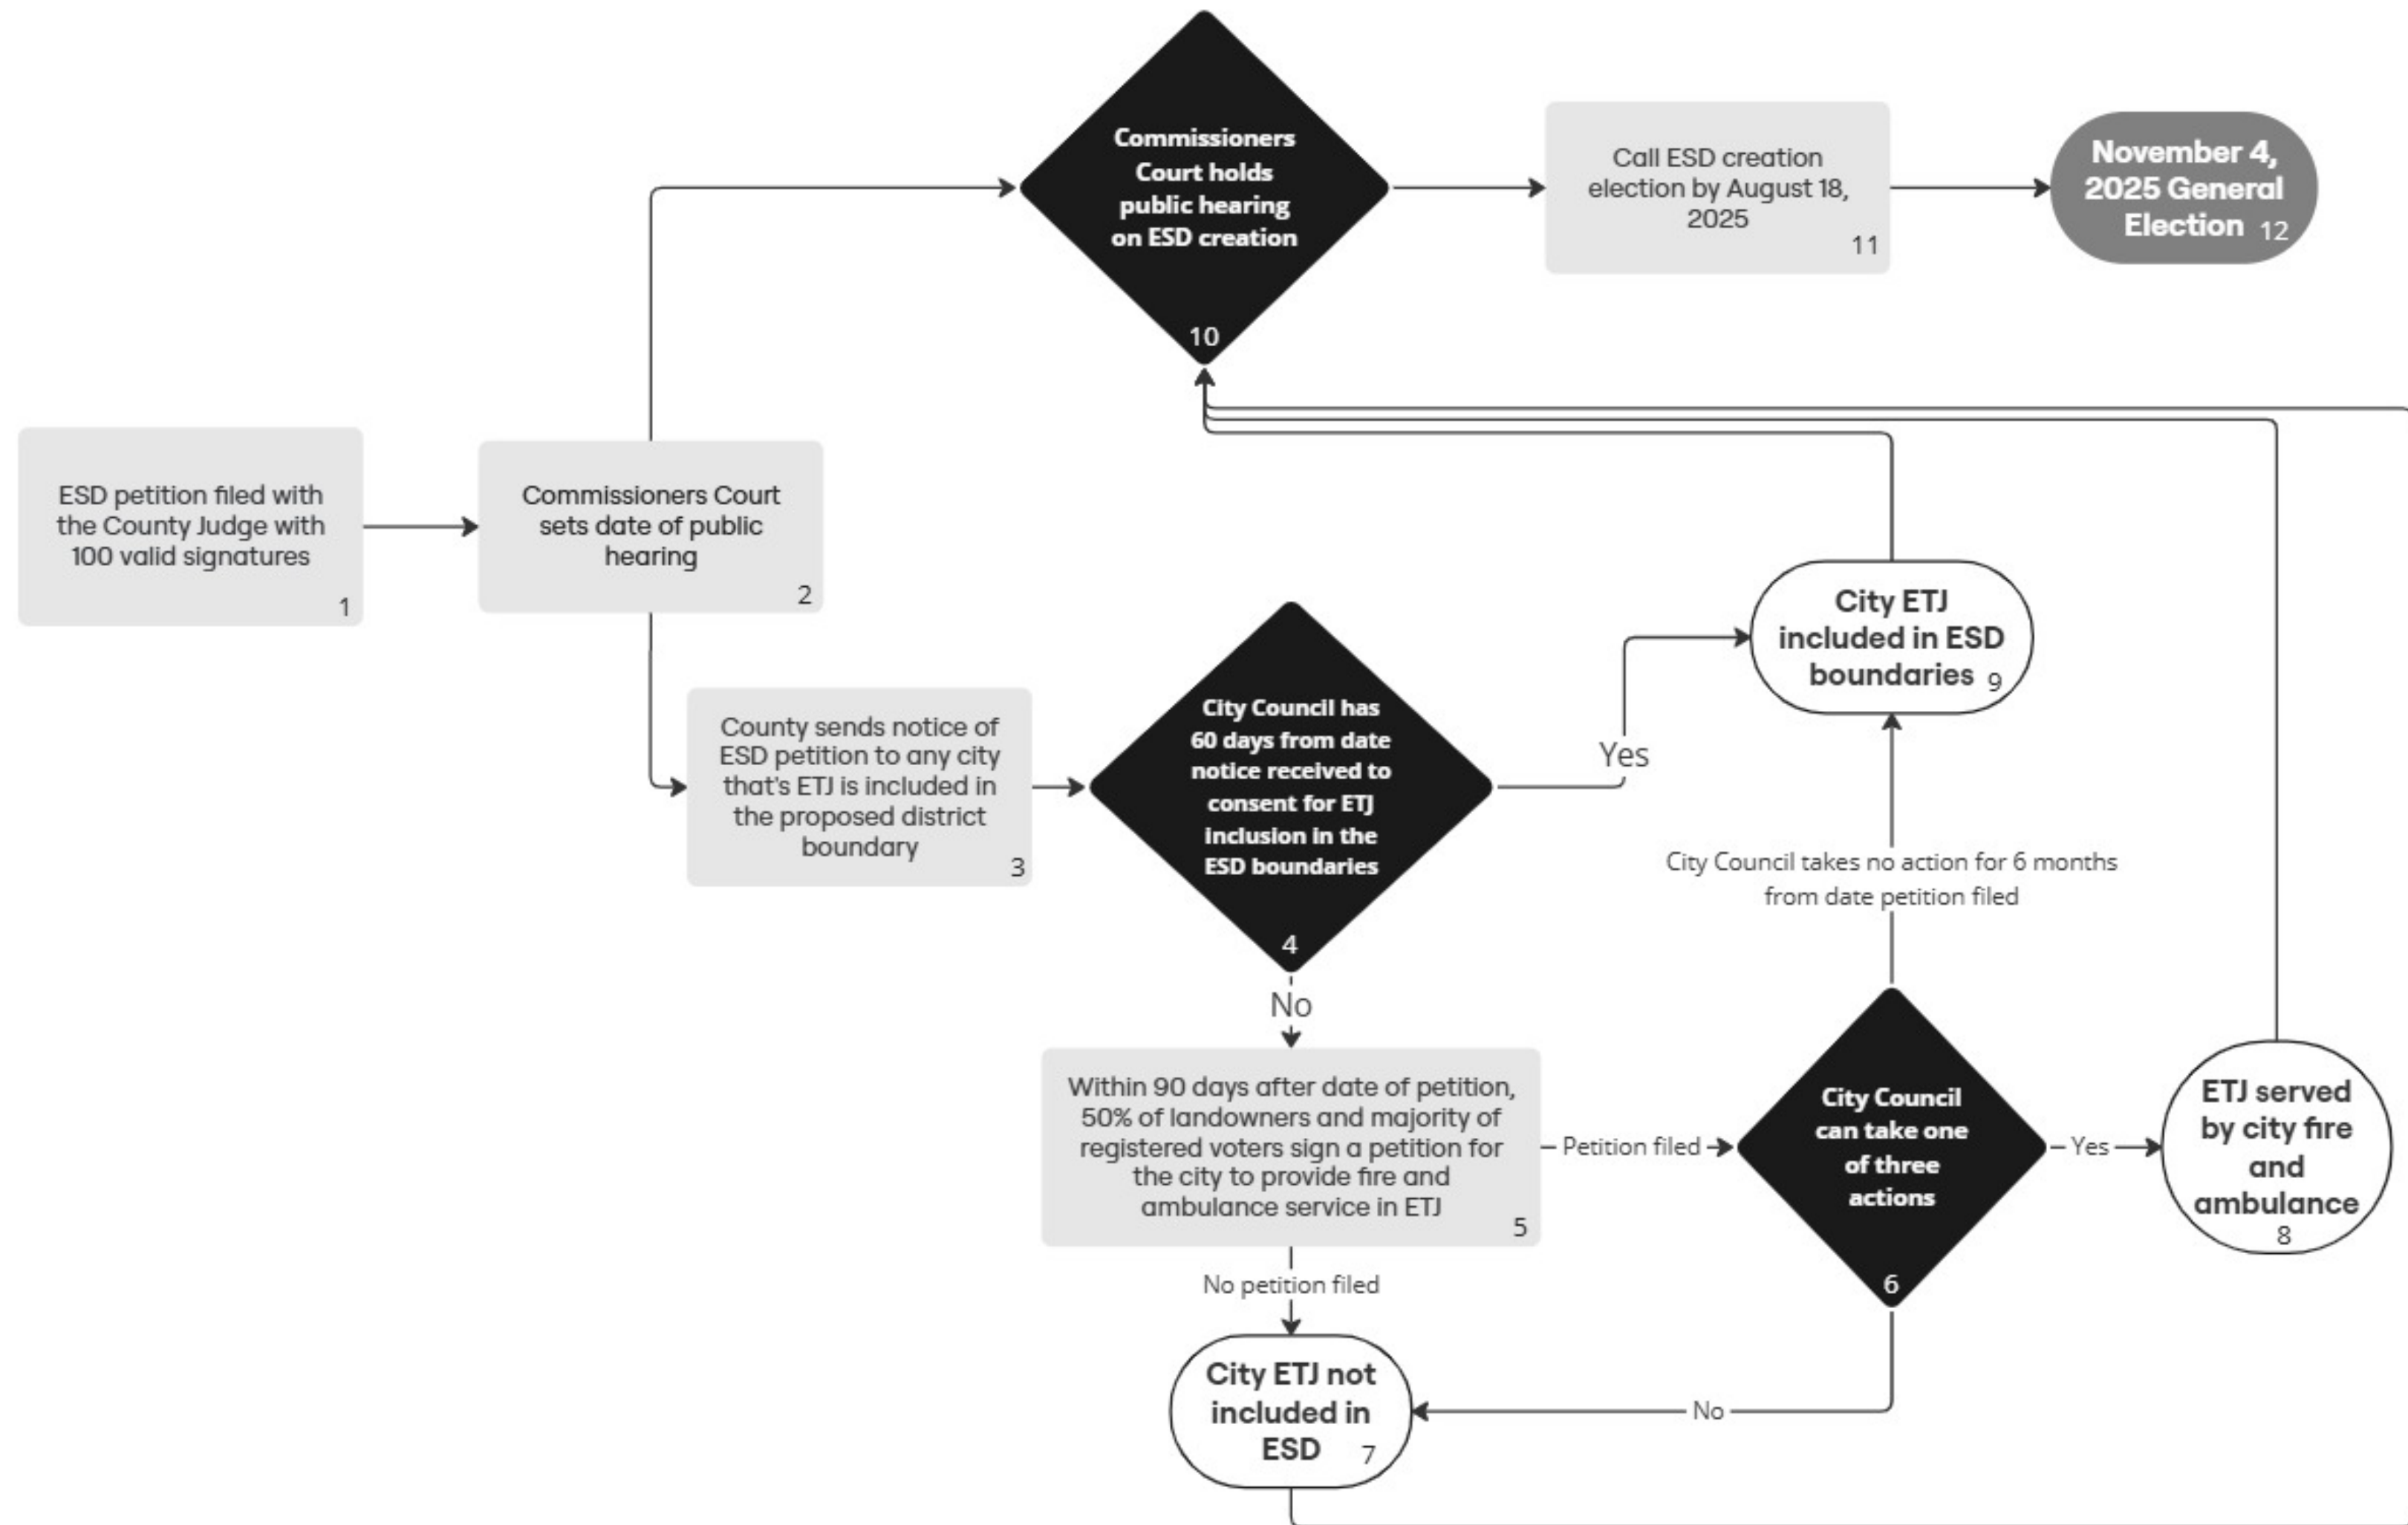 Commissioners
Court holds
public hearing
on ESD creation
10
Call ESD creation
election by August 18,
2025
11
November 4,
2025 General
Election 12
ESD petition filed with
the County Judge with
100 valid signatures
1
Commissioners Court
sets date of public
hearing
2
County sends notice of
ESD petition to any city
that's ETJ is included in
the proposed district
boundary
3
City Council has
60 days from date
notice received to
consent for ETJ
inclusion in the
ESD boundaries
4
Yes
City ETJ
included in ESD
boundaries 9
City Council takes no action for 6 months
from date petition filed
No
Within 90 days after date of petition,
50% of landowners and majority of
registered voters sign a petition for
the city to provide fire and
ambulance service in ETJ
5
Petition filed
City Council
can take one
of three
actions
6
Yes
ETJ served
by city fire
and
ambulance
8
No petition filed
City ETJ not
included in
ESD 7
No